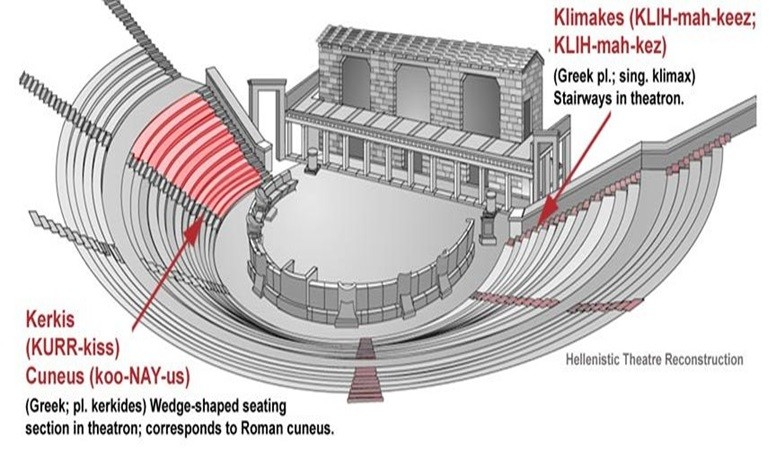 Klimakes (KLIH-mah-keez;
KLIH-mah-kez)
(Greek pl.; sing. klimax)
Stairways in theatron.
Kerkis
(KURR-kiss)
Cuneus (koo-NAY-us)
(Greek; pl. kerkides) Wedge-shaped seating
section in theatron; corresponds to Roman cuneus.
Hellenistic Theatre Reconstruction